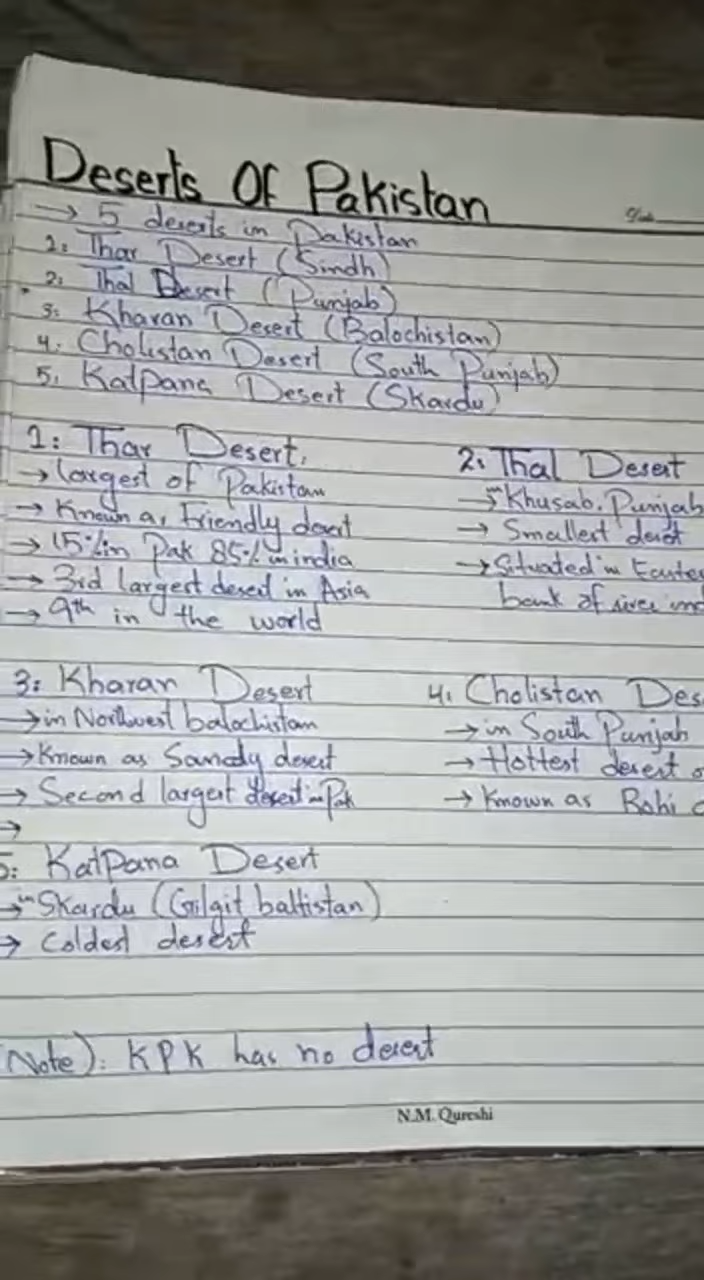 Deserts Of Pakistan
→ 5 deserts in Pakistan
1: Thar Desert (Sindh)
2: Thal Desert (Punjab)
3: Kharan Desert (Balochistan)
4: Cholistan Desert (South Punjab)
5. Katpana Desert (Skardu)
1: Thar Desert.
→ largest of Pakistan
→ Known as Friendly desert
→ 15% in Pak 85% in india
→ 3rd largest desert in Asia
→ 9th in the world
2: Thal Desert
→ in Khusab. Punjab
→ Smallest desert
→ Situated in Easte
bank of river ind
3: Kharan Desert
→ in Northwest balochistan
→ Known as Sandy desert
→ Second largest desert in Pak
→
4. Cholistan Des
→ in South Punjab
→ Hottest desert o
→ Known as Rohi
5: Katpana Desert
→ in Skardu (Gilgit baltistan)
→ Coldest desert
(Note): KPK has no desert
N.M. Qureshi